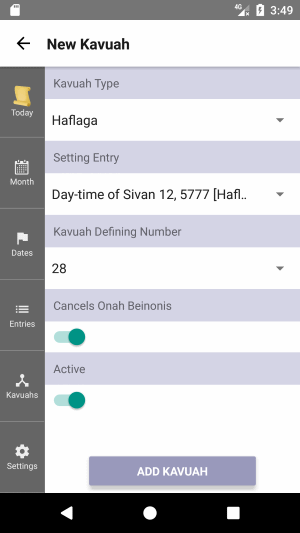 4G
3:49
New Kavuah
Today
Month
Dates
Entries
Kavuahs
Settings
Kavuah Type
Haflaga
Setting Entry
Day-time of Sivan 12, 5777 [Hafl..
Kavuah Defining Number
28
Cancels Onah Beinonis
Active
ADD KAVUAH